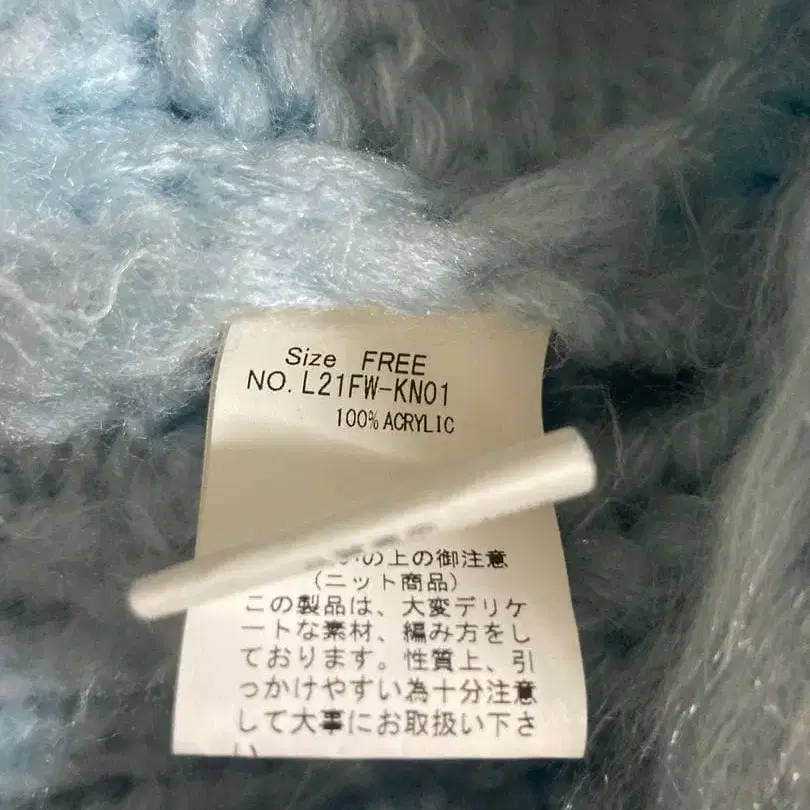 Size FREE
NO. L21FW-KN01
100% ACRYLIC
の上の御注意
(ニット商品)
この製品は、大変デリケ
ートな素材、編み方をし
ております。性質上、引
っかけやすい為十分注意
して大事にお取扱い下さ
い